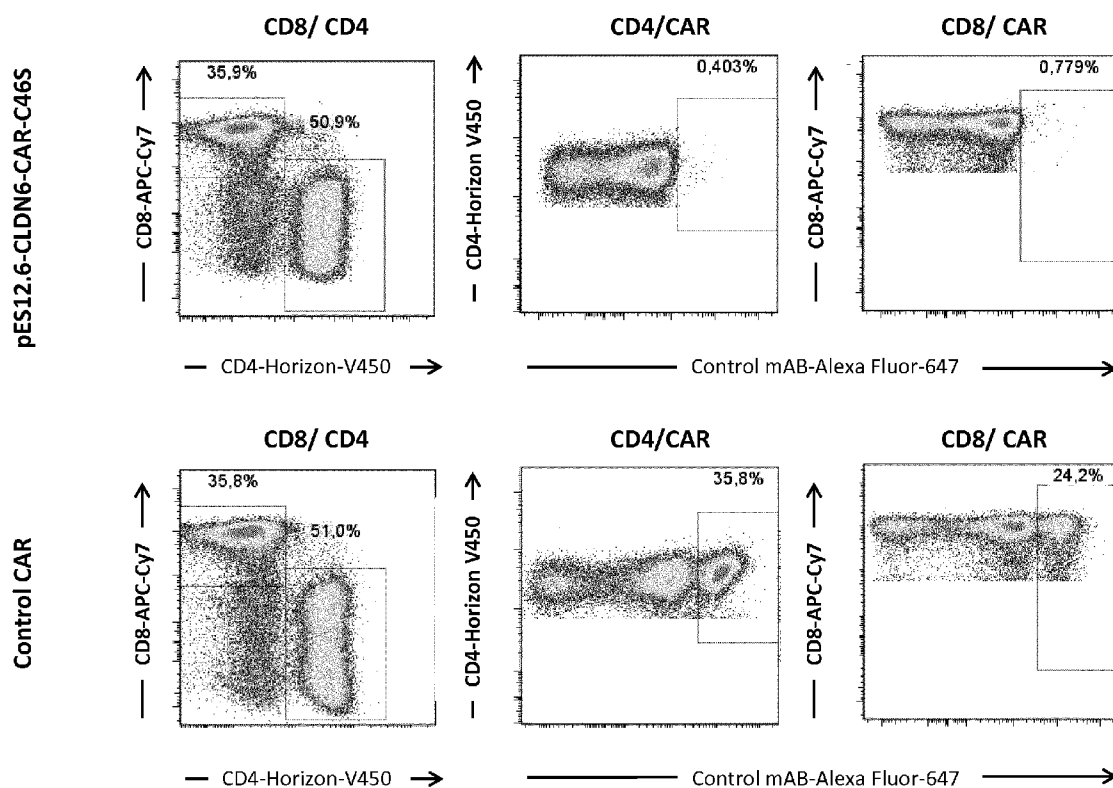 CD8/ CD4
CD4/CAR
CD8/ CAR
pES12.6-CLDN6-CAR-C46S
CD8-APC-Cy7
35,9%
50,9%
CD4-Horizon V450
0,403%
CD8-APC-Cy7
0,779%
CD4-Horizon-V450
Control mAB-Alexa Fluor-647
CD8/ CD4
CD4/CAR
CD8/ CAR
Control CAR
CD8-APC-Cy7
35,8%
51,0%
CD4-Horizon V450
35,8%
CD8-APC-Cy7
24,2%
CD4-Horizon-V450
Control mAB-Alexa Fluor-647